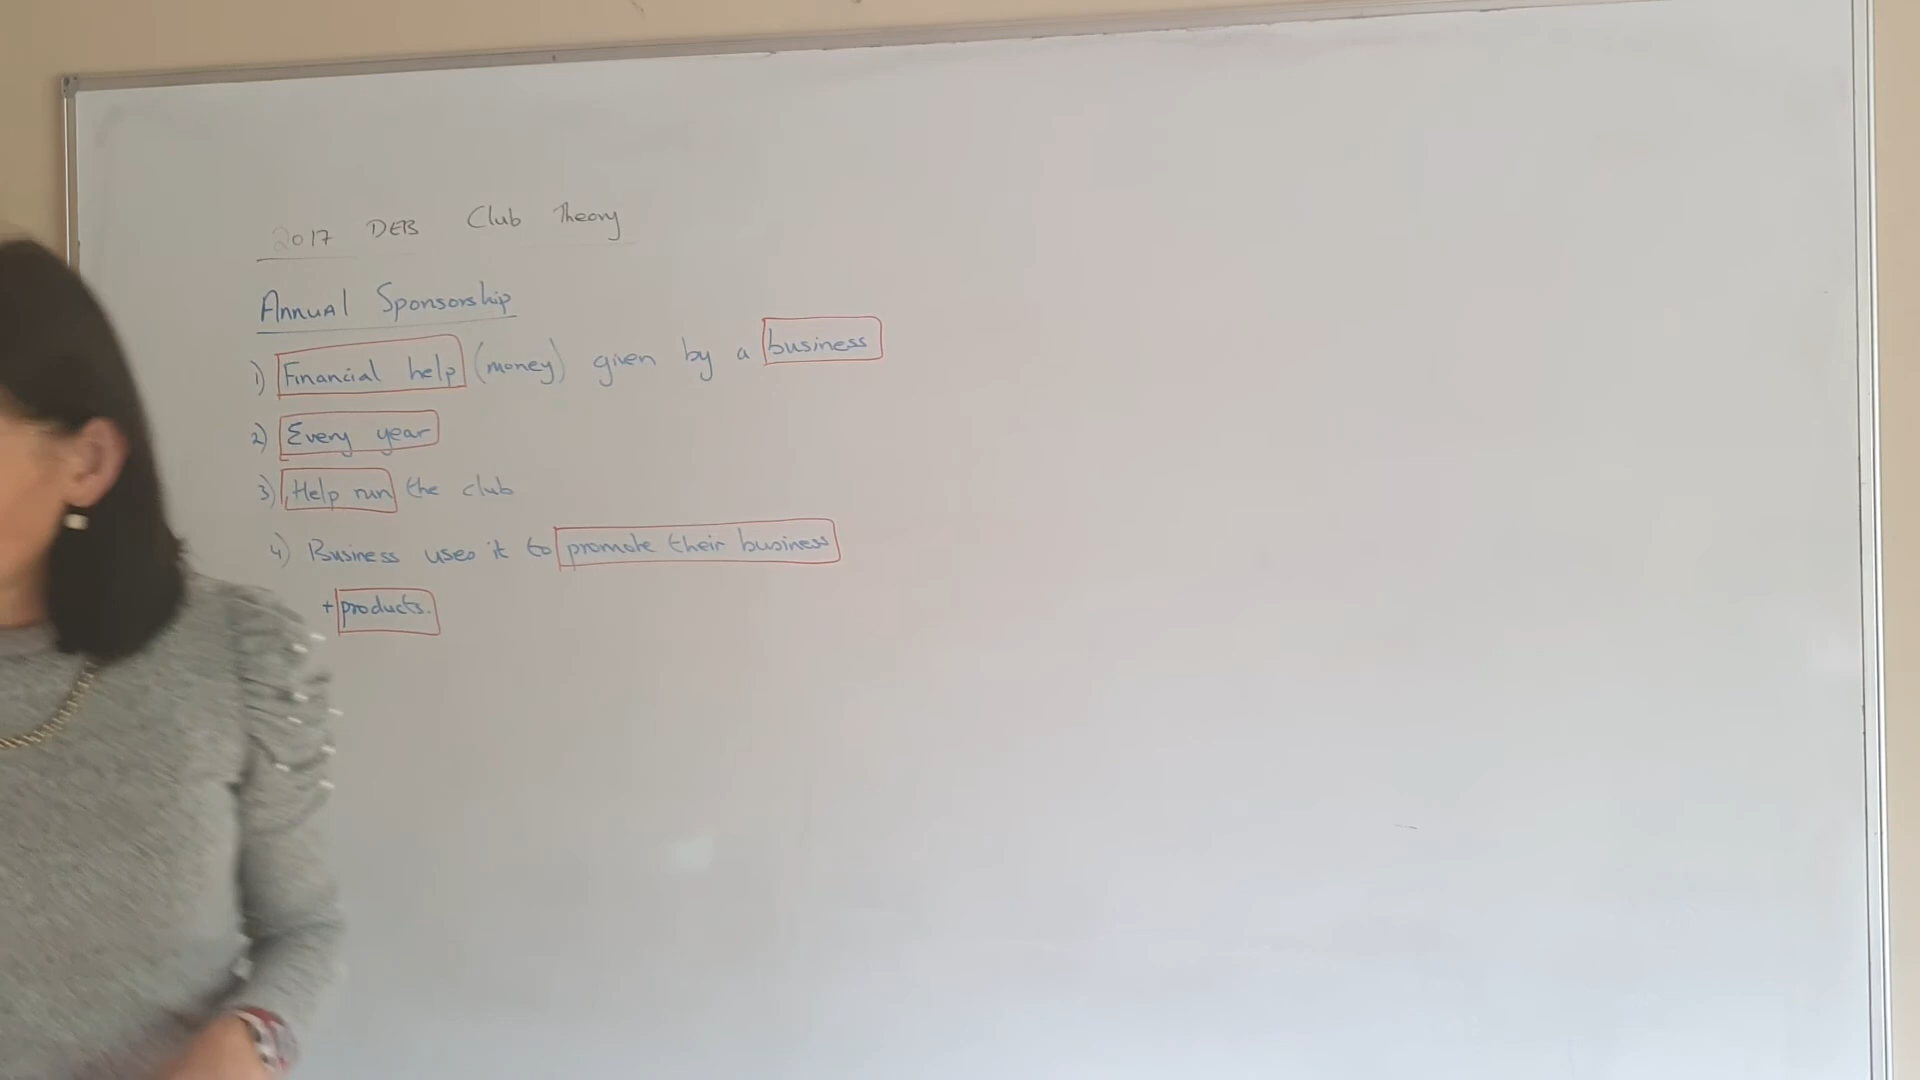 2017 DEB Club Theory
Annual Sponsorship
1) Financial help (money) given by a business
2) Every year
3) Help run the club
4) Business uses it to promote their business
+ products.